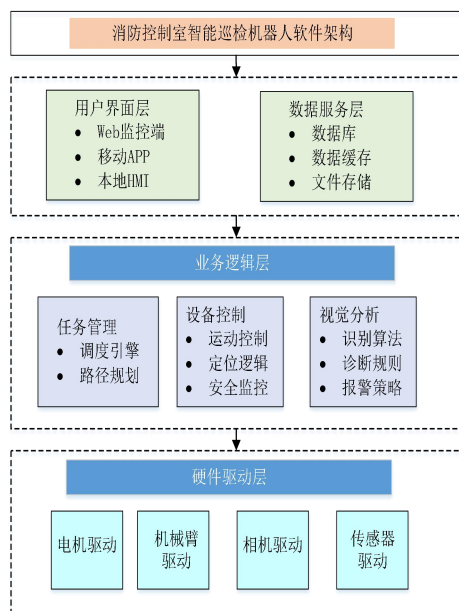 消防控制室智能巡检机器人软件架构
用户界面层
● Web监控端
● 移动APP
● 本地HMI
数据服务层
● 数据库
● 数据缓存
● 文件存储
业务逻辑层
任务管理
● 调度引擎
● 路径规划
设备控制
● 运动控制
● 定位逻辑
● 安全监控
视觉分析
● 识别算法
● 诊断规则
● 报警策略
硬件驱动层
电机驱动
机械臂
驱动
相机驱动
传感器
驱动